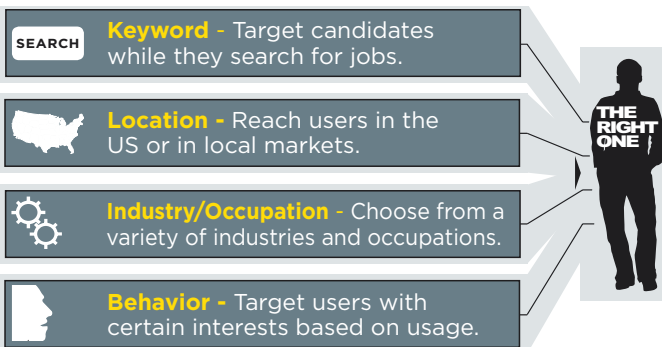 SEARCH
Keyword - Target candidates
while they search for jobs.
Location - Reach users in the
US or in local markets.
Industry/Occupation - Choose from a
variety of industries and occupations.
Behavior - Target users with
certain interests based on usage.
THE
RIGHT
ONE